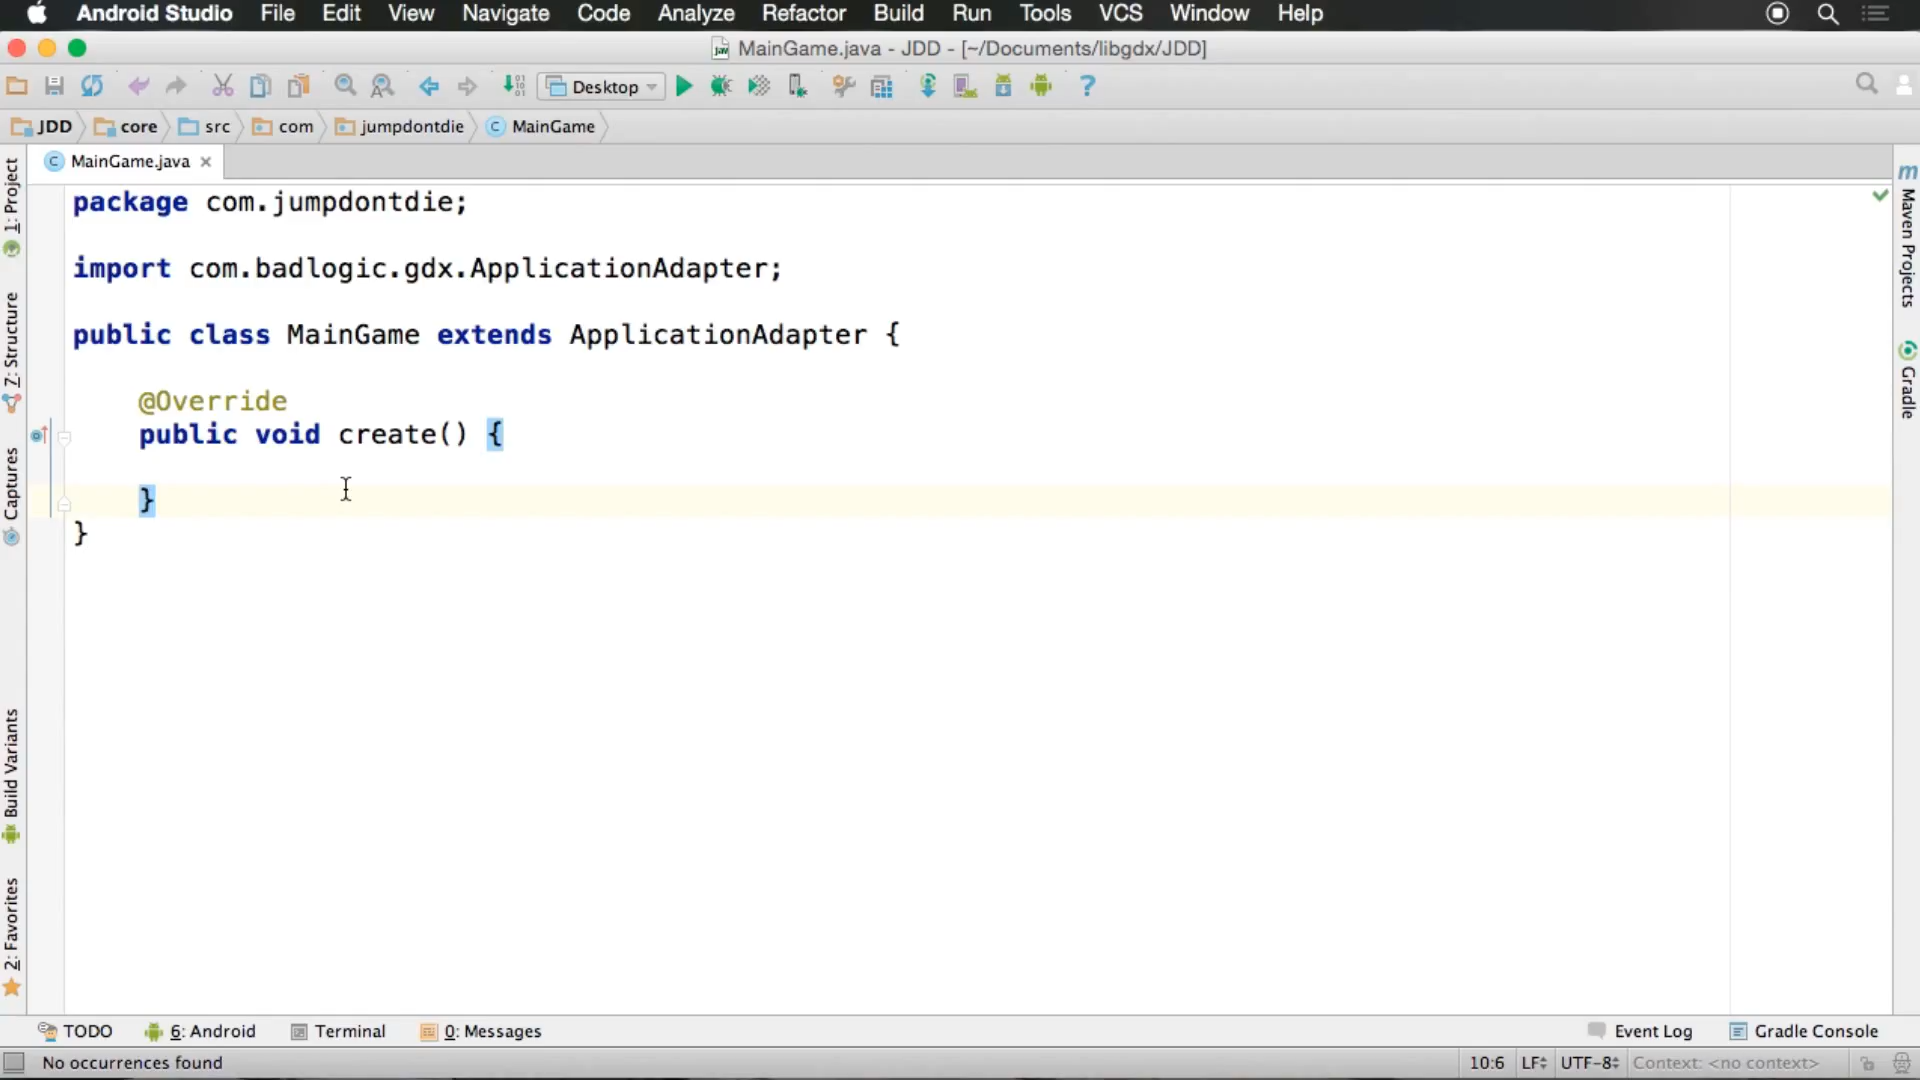 Android Studio File Edit View Navigate Code Analyze Refactor Build Run Tools VCS Window Help
MainGame.java - JDD - [~/Documents/libgdx/JDD]
Desktop
JDD core src com jumpdontdie MainGame
MainGame.java
1: Project
7: Structure
Captures
Build Variants
2: Favorites
package com.jumpdontdie;
import com.badlogic.gdx.ApplicationAdapter;
public class MainGame extends ApplicationAdapter {
@Override
public void create() {
}
}
Maven Projects
Gradle
TODO 6: Android Terminal 0: Messages Event Log Gradle Console
No occurrences found 10:6 LF UTF-8 Context: <no context>